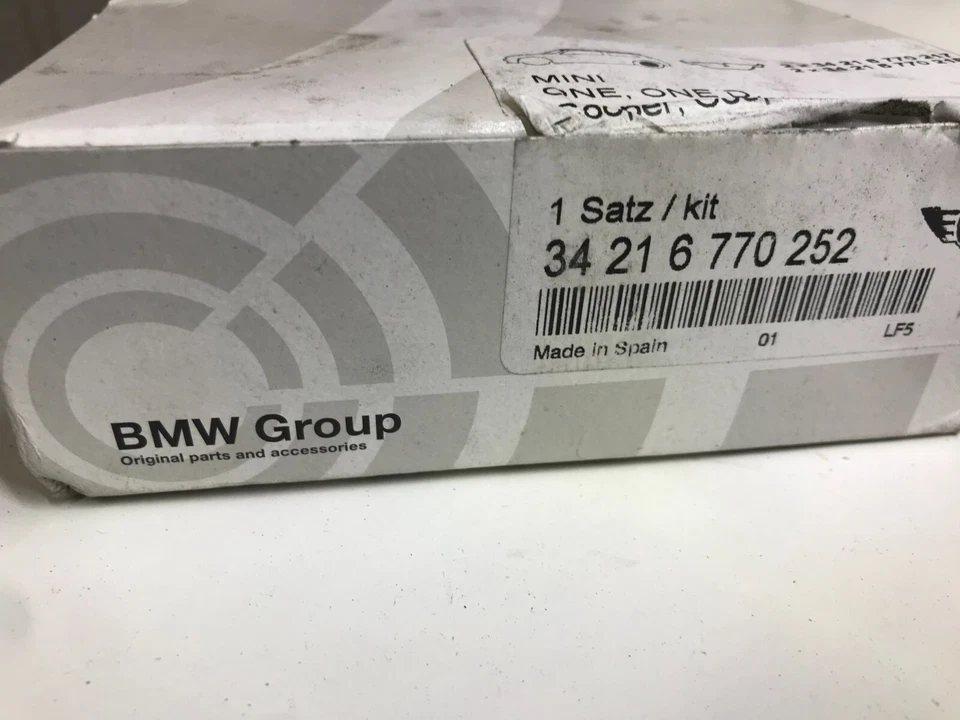 MINI
ONE, ONE D,
1 Satz / kit
34 21 6 770 252
Made in Spain 01 LF5
BMW Group
Original parts and accessories